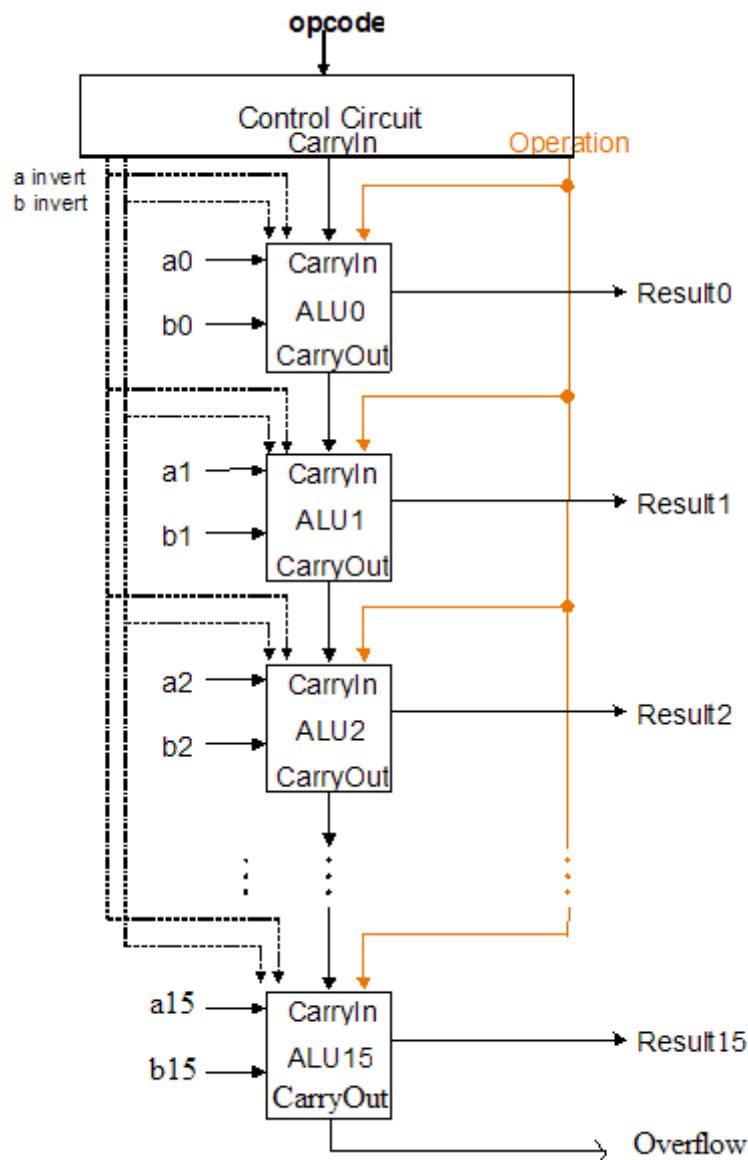 opcode
Control Circuit
CarryIn
Operation
a invert
b invert
a0
CarryIn
b0
ALU0
Result0
CarryOut
a1
CarryIn
b1
ALU1
Result1
CarryOut
a2
CarryIn
b2
ALU2
Result2
CarryOut
a15
CarryIn
b15
ALU15
Result15
CarryOut
Overflow